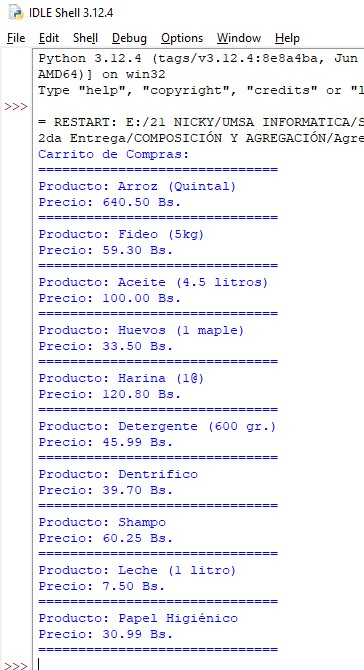 IDLE Shell 3.12.4
File Edit Shell Debug Options Window Help
Python 3.12.4 (tags/v3.12.4:8e8a4ba, Jun
AMD64)] on win32
Type "help", "copyright", "credits" or "l
>>>
= RESTART: E:/21 NICKY/UMSA INFORMATICA/S
2da Entrega/COMPOSICIÓN Y AGREGACIÓN/Agre
Carrito de Compras:
==============================
Producto: Arroz (Quintal)
Precio: 640.50 Bs.
==============================
Producto: Fideo (5kg)
Precio: 59.30 Bs.
==============================
Producto: Aceite (4.5 litros)
Precio: 100.00 Bs.
==============================
Producto: Huevos (1 maple)
Precio: 33.50 Bs.
==============================
Producto: Harina (1@)
Precio: 120.80 Bs.
==============================
Producto: Detergente (600 gr.)
Precio: 45.99 Bs.
==============================
Producto: Dentrifico
Precio: 39.70 Bs.
==============================
Producto: Shampo
Precio: 60.25 Bs.
==============================
Producto: Leche (1 litro)
Precio: 7.50 Bs.
==============================
Producto: Papel Higiénico
Precio: 30.99 Bs.
==============================
>>>